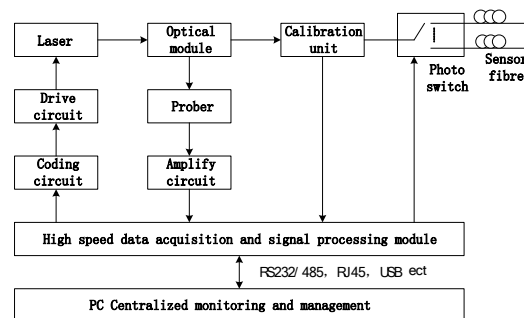 Laser
Optical
module
Calibration
unit
Photo
switch
Sensor
fibre
Drive
circuit
Prober
Coding
circuit
Amplify
circuit
High speed data acquisition and signal processing module
RS232/485, RJ45, USB ect
PC Centralized monitoring and management